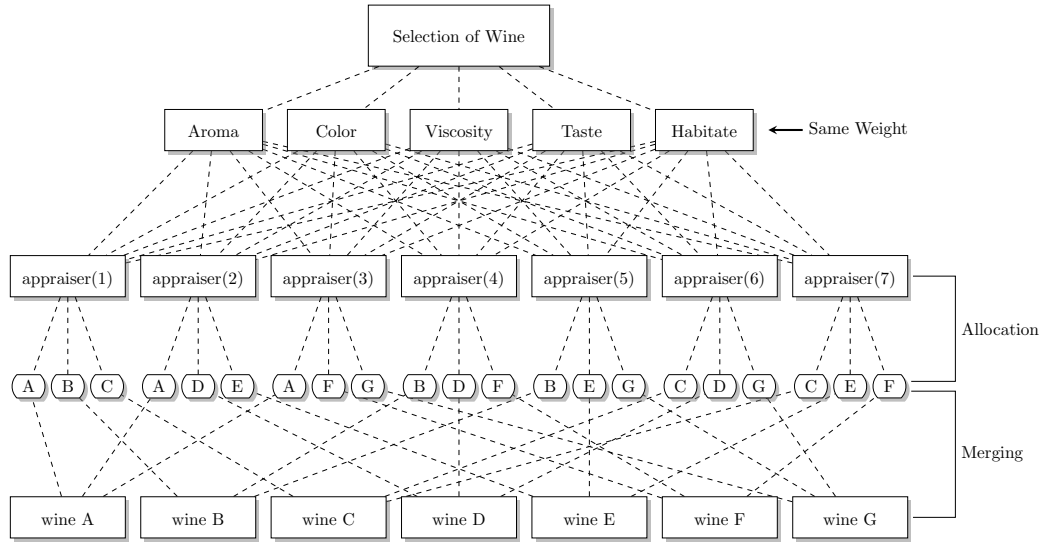 Selection of Wine
Aroma Color Viscosity Taste Habitate Same Weight
appraiser(1) appraiser(2) appraiser(3) appraiser(4) appraiser(5) appraiser(6) appraiser(7)
Allocation
A B C A D E A F G B D F B E G C D G C E F
Merging
wine A wine B wine C wine D wine E wine F wine G